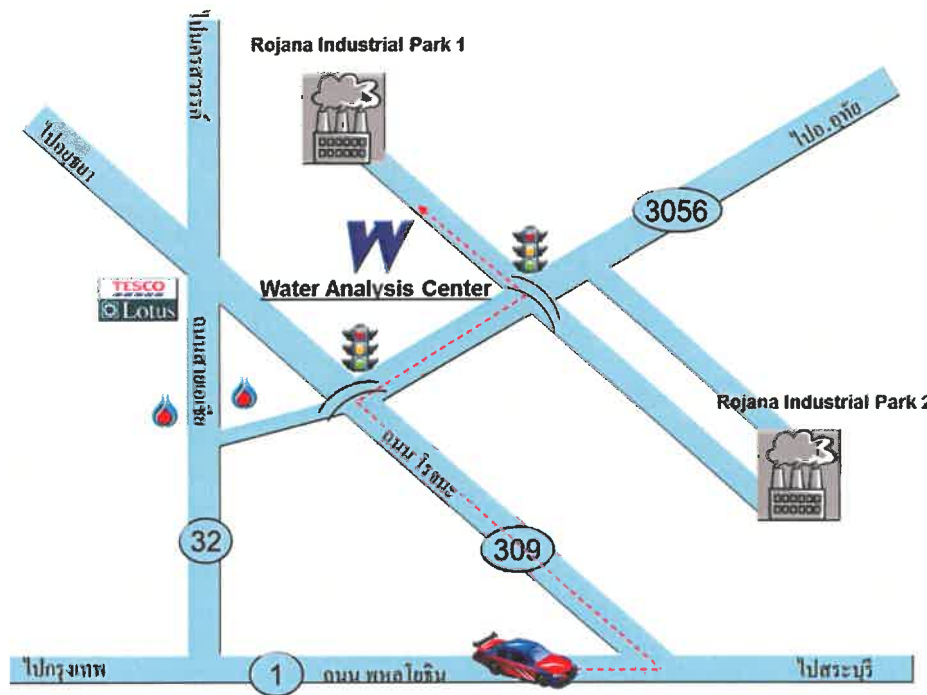 Rojana Industrial Park 1
ไปนครสวรรค์
ไปอยุธยา
ไปอ.อุทัย
3056
W
Water Analysis Center
TESCO
Lotus
ถนนสายเอเซีย
Rojana Industrial Park 2
ถนน โรจนะ
32
309
ไปกรุงเทพ
1
ถนน พหลโยธิน
ไปสระบุรี